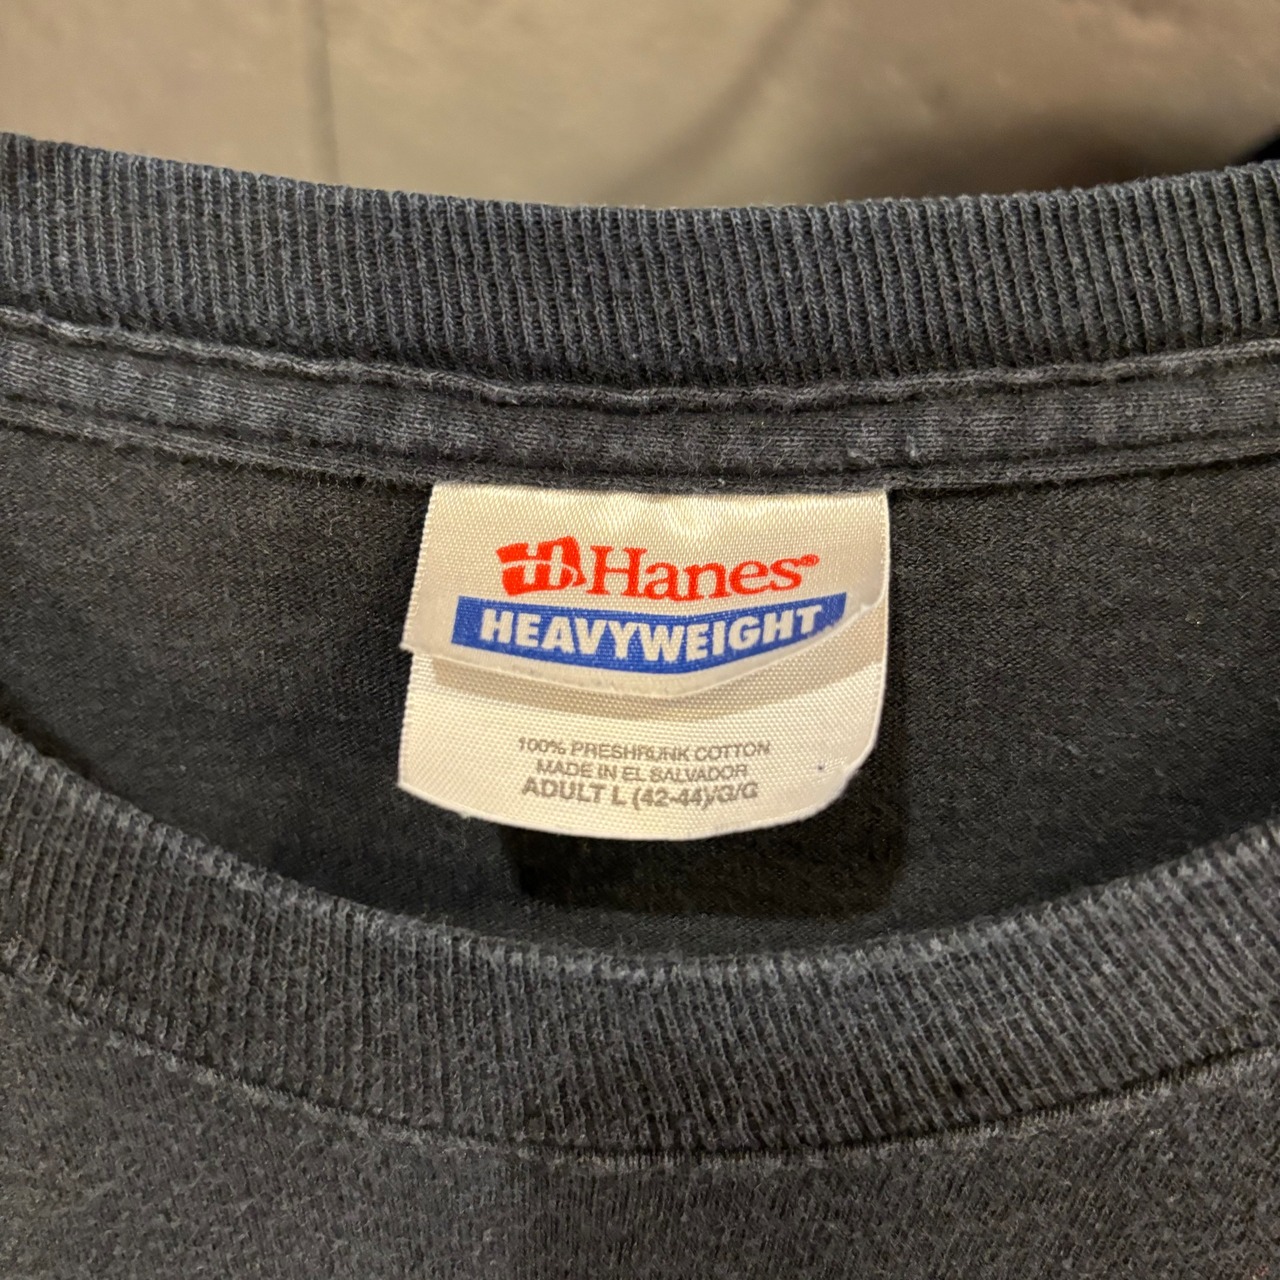 Hanes®
HEAVYWEIGHT
100% PRESHRUNK COTTON
MADE IN EL SALVADOR
ADULT L (42-44)/G/G